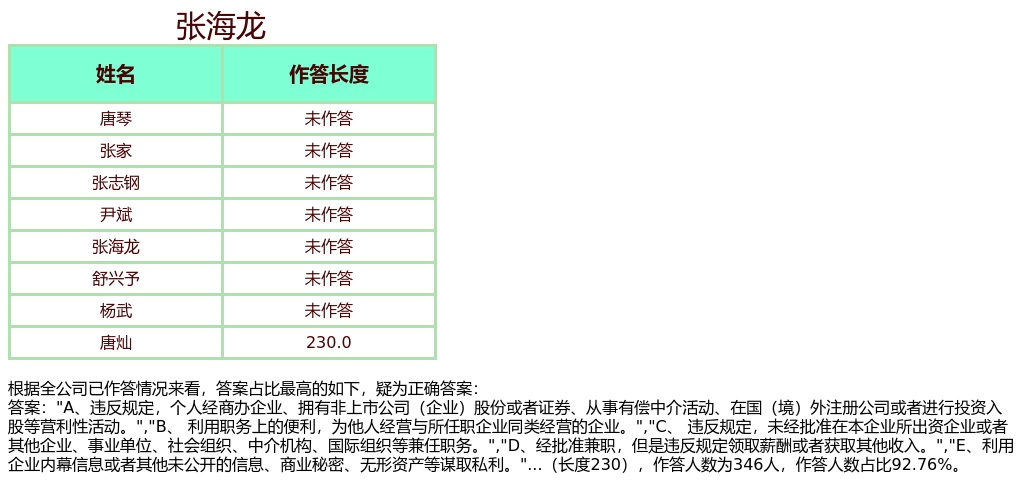 张海龙
姓名 作答长度
唐琴 未作答
张家 未作答
张志钢 未作答
尹斌 未作答
张海龙 未作答
舒兴予 未作答
杨武 未作答
唐灿 230.0
根据全公司已作答情况来看，答案占比最高的如下，疑为正确答案：
答案："A、违反规定，个人经商办企业、拥有非上市公司（企业）股份或者证券、从事有偿中介活动、在国（境）外注册公司或者进行投资入
股等营利性活动。","B、 利用职务上的便利，为他人经营与所任职企业同类经营的企业。","C、 违反规定，未经批准在本企业所出资企业或者
其他企业、事业单位、社会组织、中介机构、国际组织等兼任职务。","D、经批准兼职，但是违反规定领取薪酬或者获取其他收入。","E、利用
企业内幕信息或者其他未公开的信息、商业秘密、无形资产等谋取私利。"...（长度230），作答人数为346人，作答人数占比92.76%。